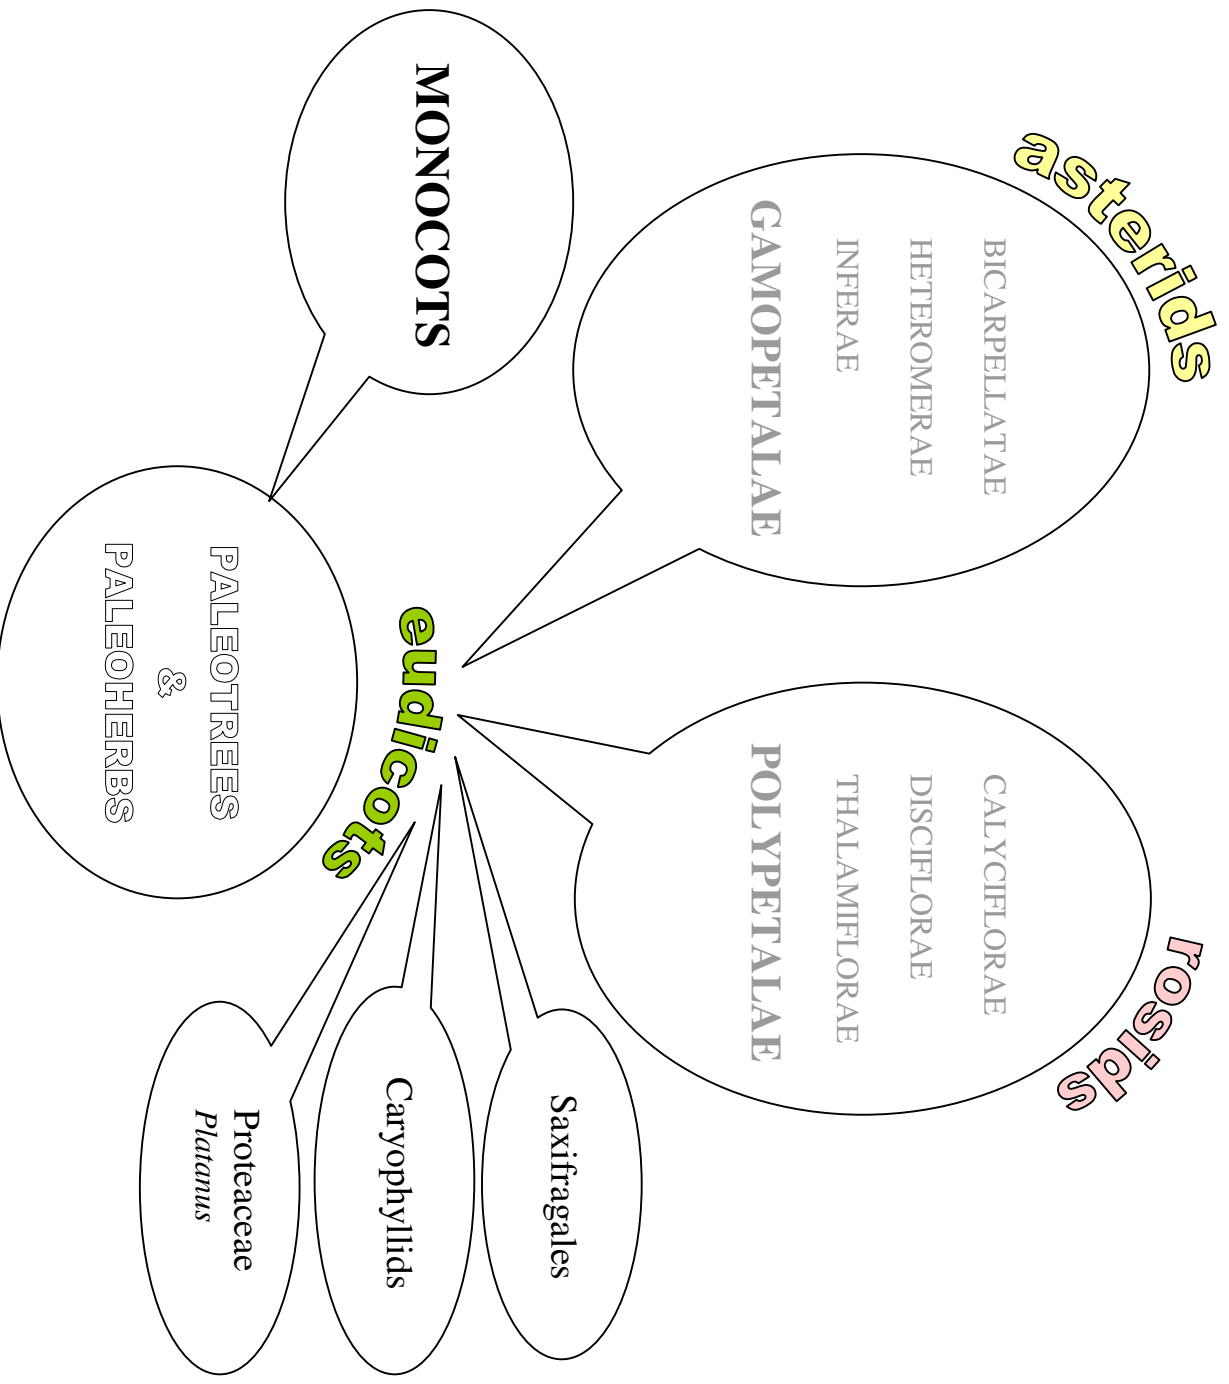 asterids
rosids
BICARPELLATAE
HETEROMERAE
INFERAE
GAMOPETALAE
CALYCIFLORAE
DISCIFLORAE
THALAMIFLORAE
POLYPETALAE
MONOCOTS
eudicots
Saxifragales
Caryophyllids
Proteaceae
Platanus
PALEOTREES
&
PALEOHERBS